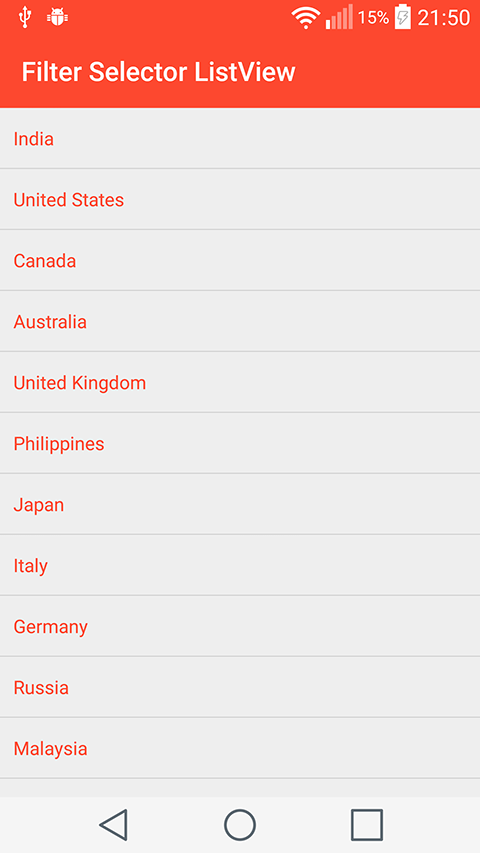 15% 21:50
Filter Selector ListView
India
United States
Canada
Australia
United Kingdom
Philippines
Japan
Italy
Germany
Russia
Malaysia